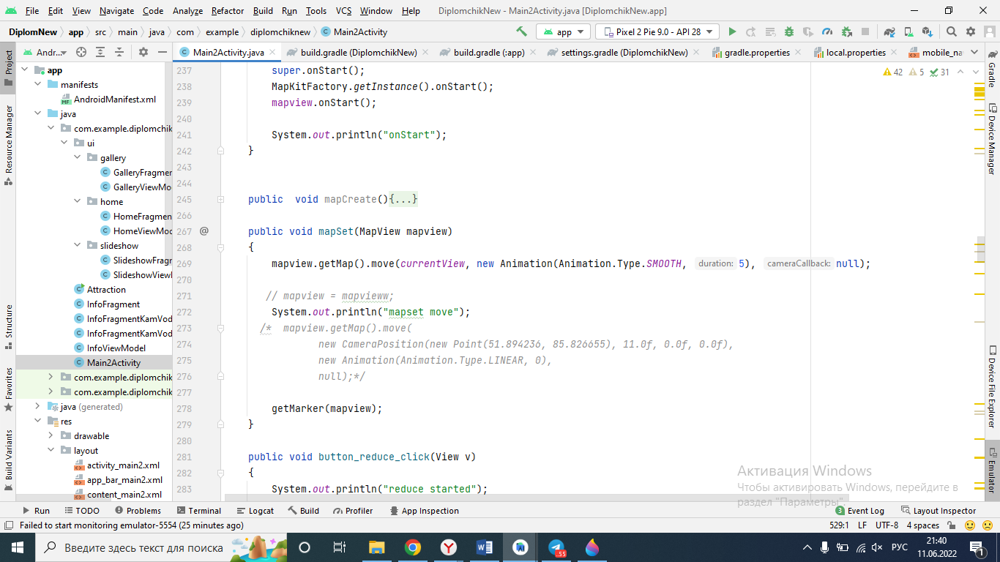 File Edit View Navigate Code Analyze Refactor Build Run Tools VCS Window Help DiplomchikNew - Main2Activity.java [DiplomchikNew.app]
DiplomNew app src main java com example diplomchiknew Main2Activity app Pixel 2 Pie 9.0 - API 28
Andr... Main2Activity.java build.gradle (DiplomchikNew) build.gradle (:app) settings.gradle (DiplomchikNew) gradle.properties local.properties mobile_na
Project
Resource Manager
Structure
Favorites
Build Variants
app
manifests
AndroidManifest.xml
java
com.example.diplomchik
ui
gallery
GalleryFragmer
GalleryViewMo
home
HomeFragmen
HomeViewMoc
slideshow
SlideshowFragr
SlideshowViewl
Attraction
InfoFragment
InfoFragmentKamVod
InfoFragmentKamVod
InfoViewModel
Main2Activity
com.example.diplomchik
com.example.diplomchik
java (generated)
res
drawable
layout
activity_main2.xml
app_bar_main2.xml
content_main2.xml
42 5 31
237 super.onStart();
238 MapKitFactory.getInstance().onStart();
239 mapview.onStart();
240
241 System.out.println("onStart");
242 }
243
244
245 public void mapCreate(){...}
266
267 @ public void mapSet(MapView mapview)
268 {
269 mapview.getMap().move(currentView, new Animation(Animation.Type.SMOOTH, duration: 5), cameraCallback: null);
270
271 // mapview = mapvieww;
272 System.out.println("mapset move");
273 /* mapview.getMap().move(
274 new CameraPosition(new Point(51.894236, 85.826655), 11.0f, 0.0f, 0.0f),
275 new Animation(Animation.Type.LINEAR, 0),
276 null);*/
277
278 getMarker(mapview);
279 }
280
281 public void button_reduce_click(View v)
282 {
283 System.out.println("reduce started");
Gradle
Device Manager
Device File Explorer
Emulator
Активация Windows
Чтобы активировать Windows, перейдите в
раздел "Параметры".
Run TODO Problems Terminal Logcat Build Profiler App Inspection 3 Event Log Layout Inspector
Failed to start monitoring emulator-5554 (25 minutes ago) 529:1 LF UTF-8 4 spaces
Введите здесь текст для поиска .55 РУС 21:40
11.06.2022 1